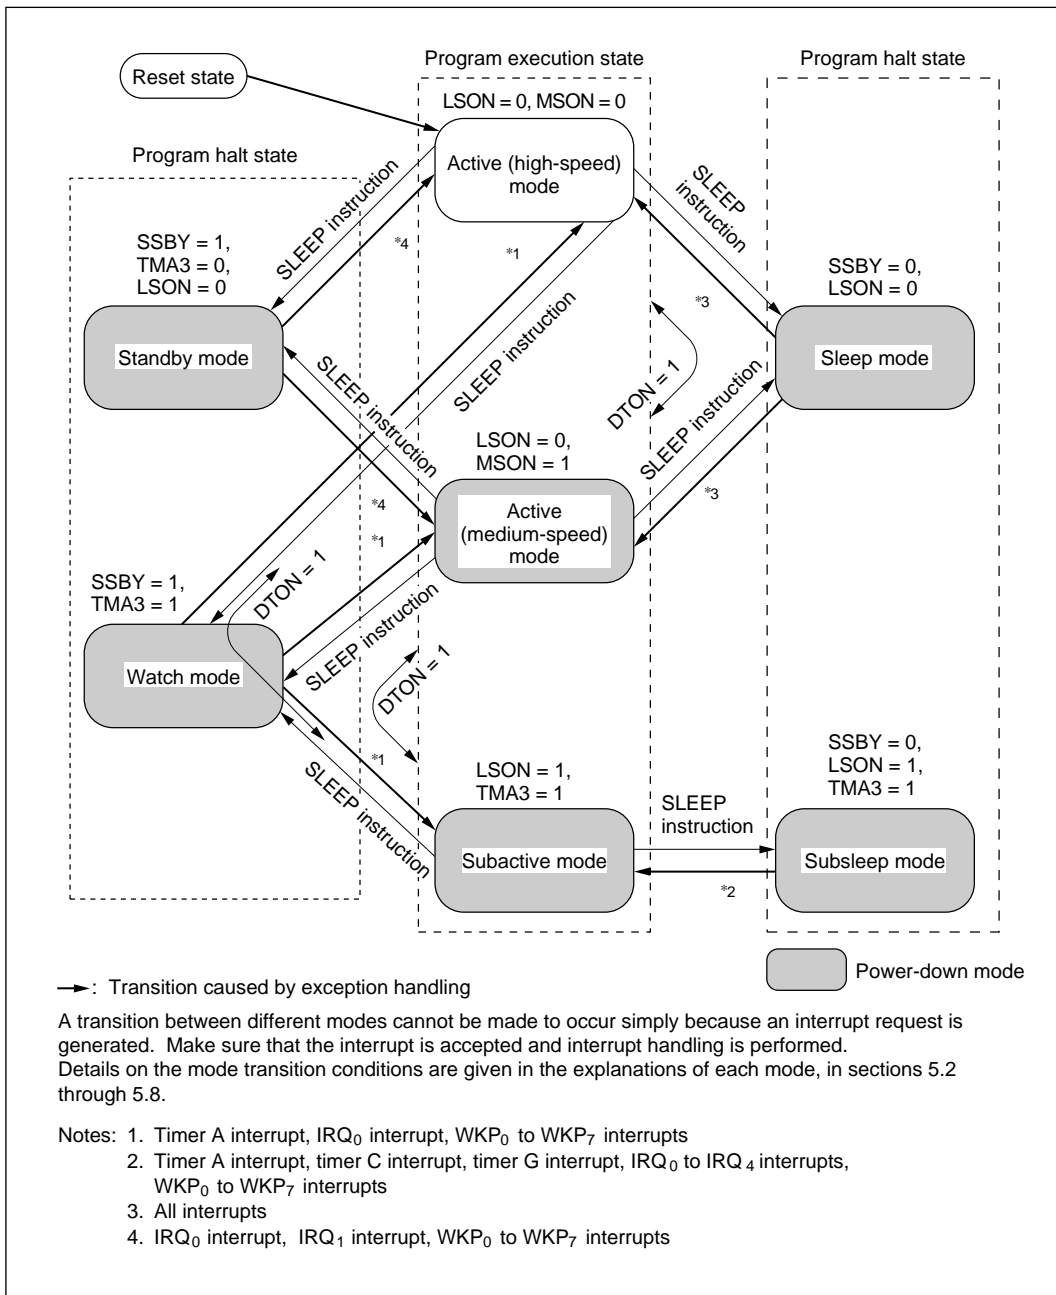 Program execution state
Program halt state
Reset state
LSON = 0, MSON = 0
Program halt state
Active (high-speed)
mode
SLEEP instruction
SLEEP
instruction
*4
*1
SSBY = 1,
TMA3 = 0,
LSON = 0
SSBY = 0,
LSON = 0
*3
Standby mode
SLEEP instruction
SLEEP instruction
DTON = 1
Sleep mode
SLEEP instruction
LSON = 0,
MSON = 1
*4
*3
Active
(medium-speed)
mode
*1
SSBY = 1,
TMA3 = 1
DTON = 1
SLEEP instruction
Watch mode
DTON = 1
*1
SLEEP instruction
LSON = 1,
TMA3 = 1
SSBY = 0,
LSON = 1,
TMA3 = 1
SLEEP
instruction
Subactive mode
Subsleep mode
*2
Power-down mode
: Transition caused by exception handling
A transition between different modes cannot be made to occur simply because an interrupt request is
generated. Make sure that the interrupt is accepted and interrupt handling is performed.
Details on the mode transition conditions are given in the explanations of each mode, in sections 5.2
through 5.8.
Notes: 1. Timer A interrupt, IRQ0 interrupt, WKP0 to WKP7 interrupts
2. Timer A interrupt, timer C interrupt, timer G interrupt, IRQ0 to IRQ4 interrupts,
WKP0 to WKP7 interrupts
3. All interrupts
4. IRQ0 interrupt, IRQ1 interrupt, WKP0 to WKP7 interrupts